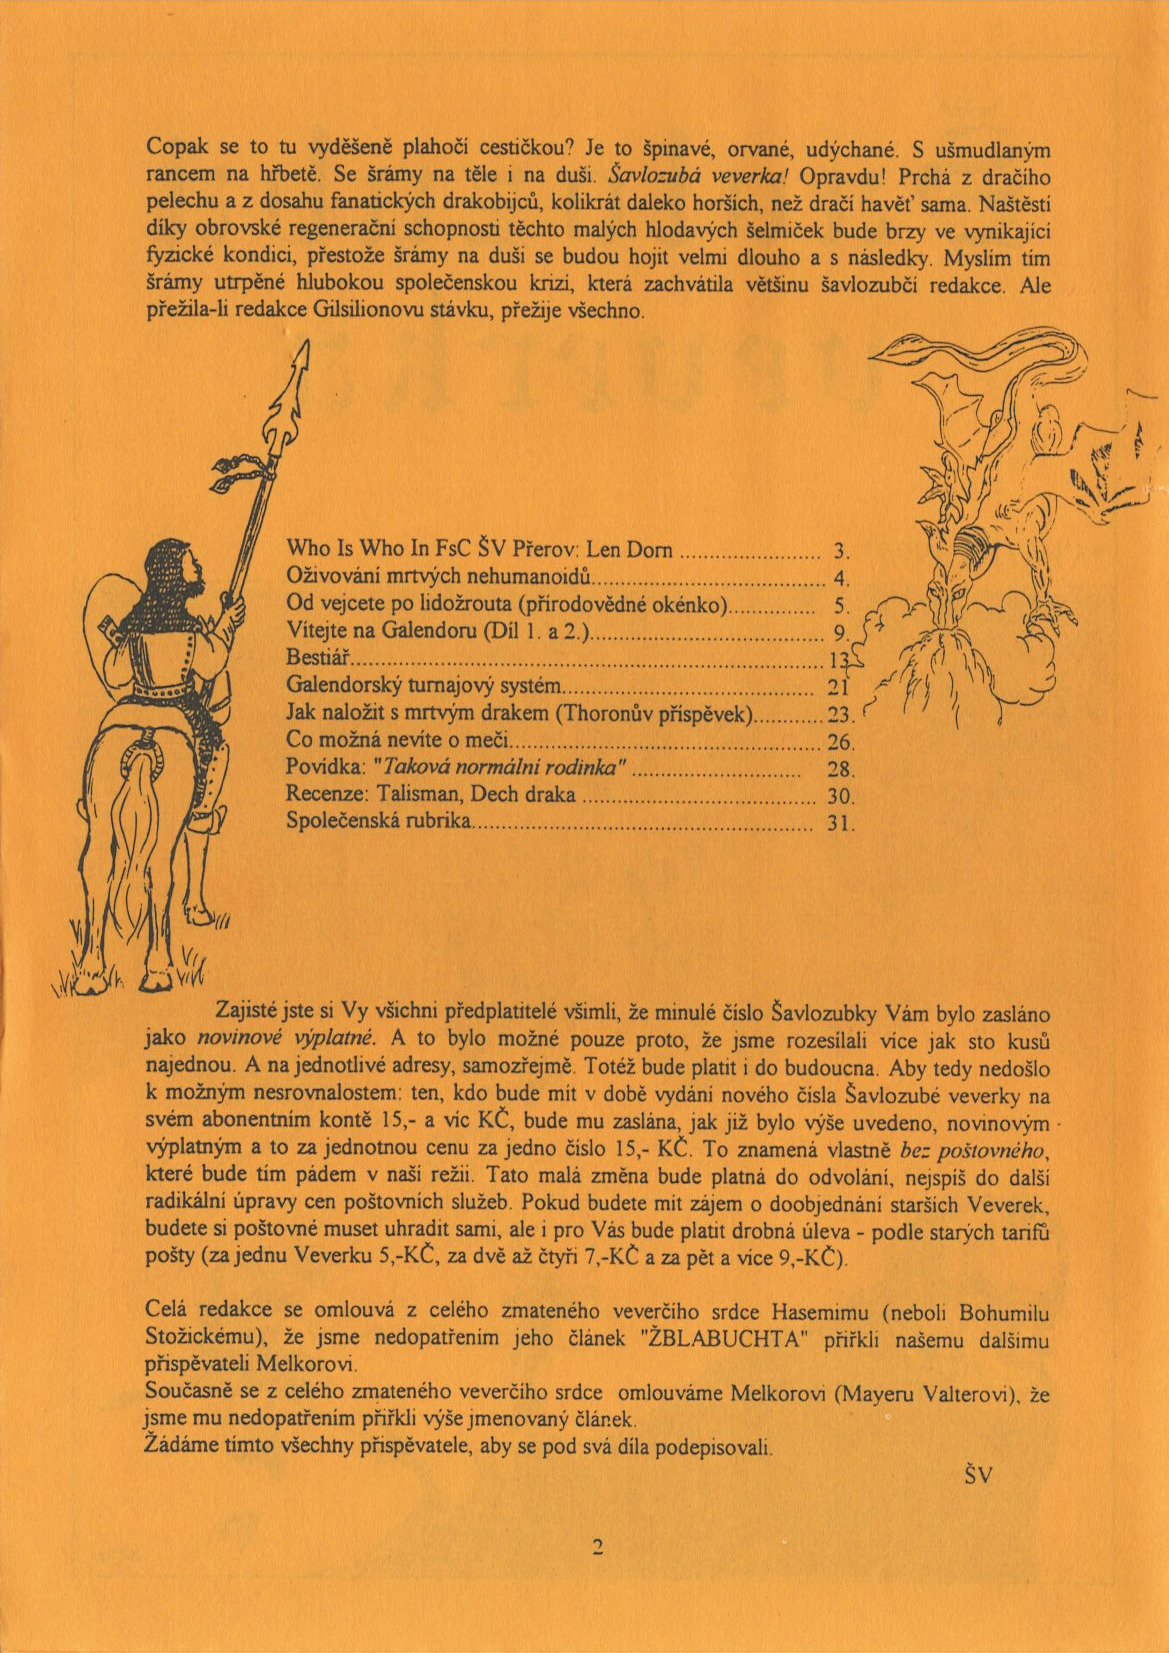 Copak se to tu vyděšeně plahočí cestičkou? Je to špinavé, orvané, udýchané. S ušmudlaným
rancem na hřbetě. Se šrámy na těle i na duši. Šavlozubá veverka! Opravdu! Prchá z dračího
pelechu a z dosahu fanatických drakobijců, kolikrát daleko horších, než dračí havěť sama. Naštěstí
díky obrovské regenerační schopnosti těchto malých hlodavých šelmiček bude brzy ve vynikající
fyzické kondici, přestože šrámy na duši se budou hojit velmi dlouho a s následky. Myslím tím
šrámy utrpěné hlubokou společenskou krizí, která zachvátila většinu šavlozubčí redakce. Ale
přežila-li redakce Gilsilionovu stávku, přežije všechno.
Who Is Who In FsC ŠV Přerov: Len Dorn ....................... 3.
Oživování mrtvých nehumanoidů..................................... 4.
Od vejcete po lidožrouta (přírodovědné okénko).............. 5.
Vítejte na Galendoru (Díl 1. a 2.)...................................... 9.
Bestiář............................................................................. 13
Galendorský turnajový systém......................................... 21
Jak naložit s mrtvým drakem (Thoronův příspěvek)............23.
Co možná nevíte o meči................................................... 26.
Povídka: "Taková normální rodinka" ............................ 28.
Recenze: Talisman, Dech draka ...................................... 30.
Společenská rubrika........................................................ 31.
Zajisté jste si Vy všichni předplatitelé všimli, že minulé číslo Šavlozubky Vám bylo zasláno
jako novinové výplatné. A to bylo možné pouze proto, že jsme rozesílali více jak sto kusů
najednou. A na jednotlivé adresy, samozřejmě. Totéž bude platit i do budoucna. Aby tedy nedošlo
k možným nesrovnalostem: ten, kdo bude mít v době vydání nového čísla Šavlozubé veverky na
svém abonentním kontě 15,- a víc KČ, bude mu zaslána, jak již bylo výše uvedeno, novinovým
výplatným a to za jednotnou cenu za jedno číslo 15,- KČ. To znamená vlastně bez poštovného,
které bude tím pádem v naší režii. Tato malá změna bude platná do odvolání, nejspíš do další
radikální úpravy cen poštovních služeb. Pokud budete mít zájem o doobjednání starších Veverek,
budete si poštovné muset uhradit sami, ale i pro Vás bude platit drobná úleva - podle starých tarifů
pošty (za jednu Veverku 5,-KČ, za dvě až čtyři 7,-KČ a za pět a více 9,-KČ).
Celá redakce se omlouvá z celého zmateného veverčího srdce Hasemimu (neboli Bohumilu
Stožickému), že jsme nedopatřením jeho článek "ŽBLABUCHTA" přiřkli našemu dalšímu
přispěvateli Melkorovi.
Současně se z celého zmateného veverčího srdce omlouváme Melkorovi (Mayeru Valterovi), že
jsme mu nedopatřením přiřkli výše jmenovaný článek.
Žádáme tímto všechny přispěvatele, aby se pod svá díla podepisovali.
ŠV
2